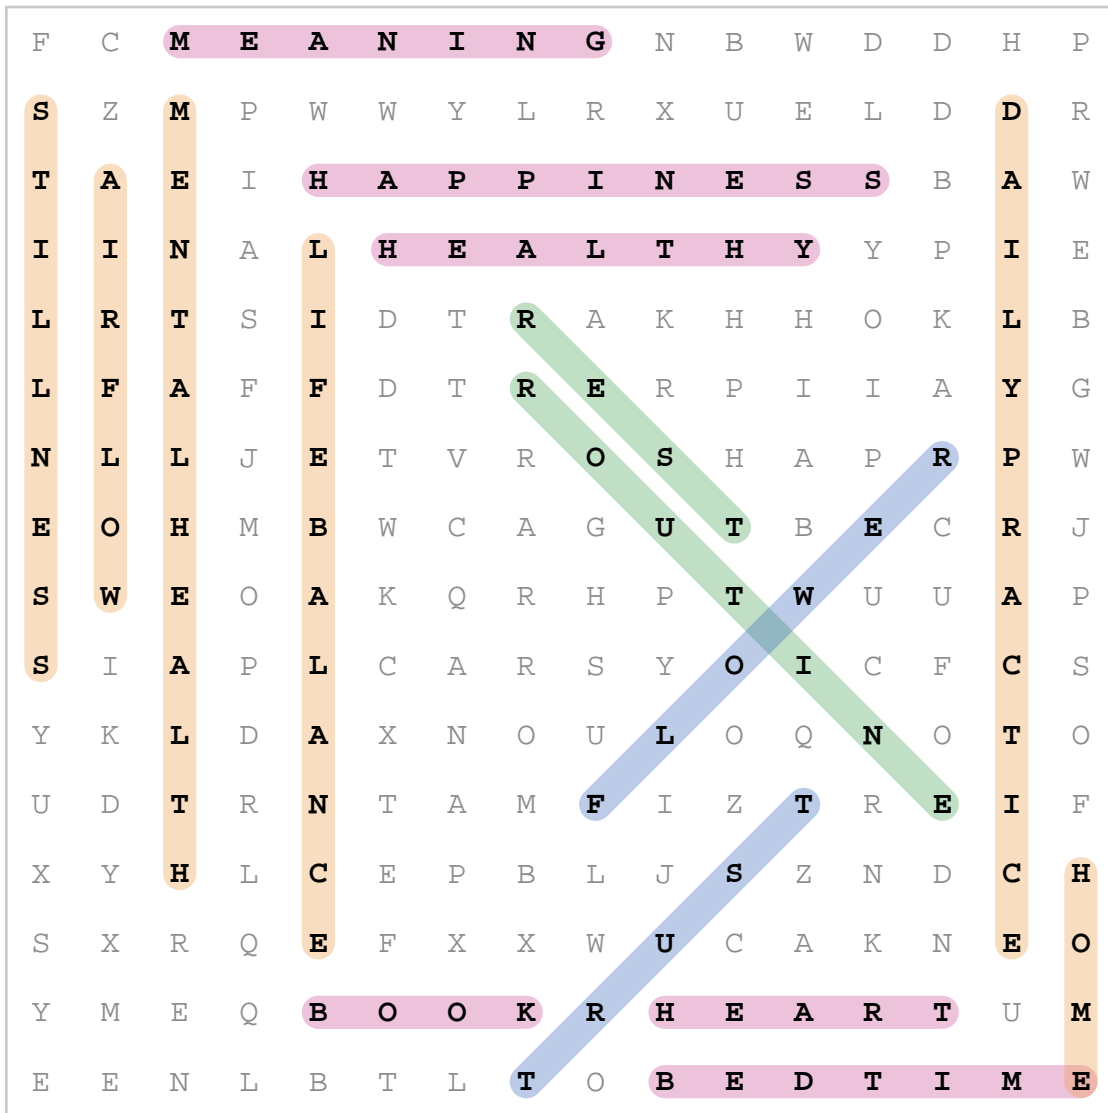 F C M E A N I N G N B W D D H P
S Z M P W W Y L R X U E L D D R
T A E I H A P P I N E S S B A W
I I N A L H E A L T H Y Y P I E
L R T S I D T R A K H H O K L B
L F A F F D T R E R P I I A Y G
N L L J E T V R O S H A P R P W
E O H M B W C A G U T B E C R J
S W E O A K Q R H P T W U U A P
S I A P L C A R S Y O I C F C S
Y K L D A X N O U L O Q N O T O
U D T R N T A M F I Z T R E I F
X Y H L C E P B L J S Z N D C H
S X R Q E F X X W U C A K N E O
Y M E Q B O O K R H E A R T U M
E E N L B T L T O B E D T I M E